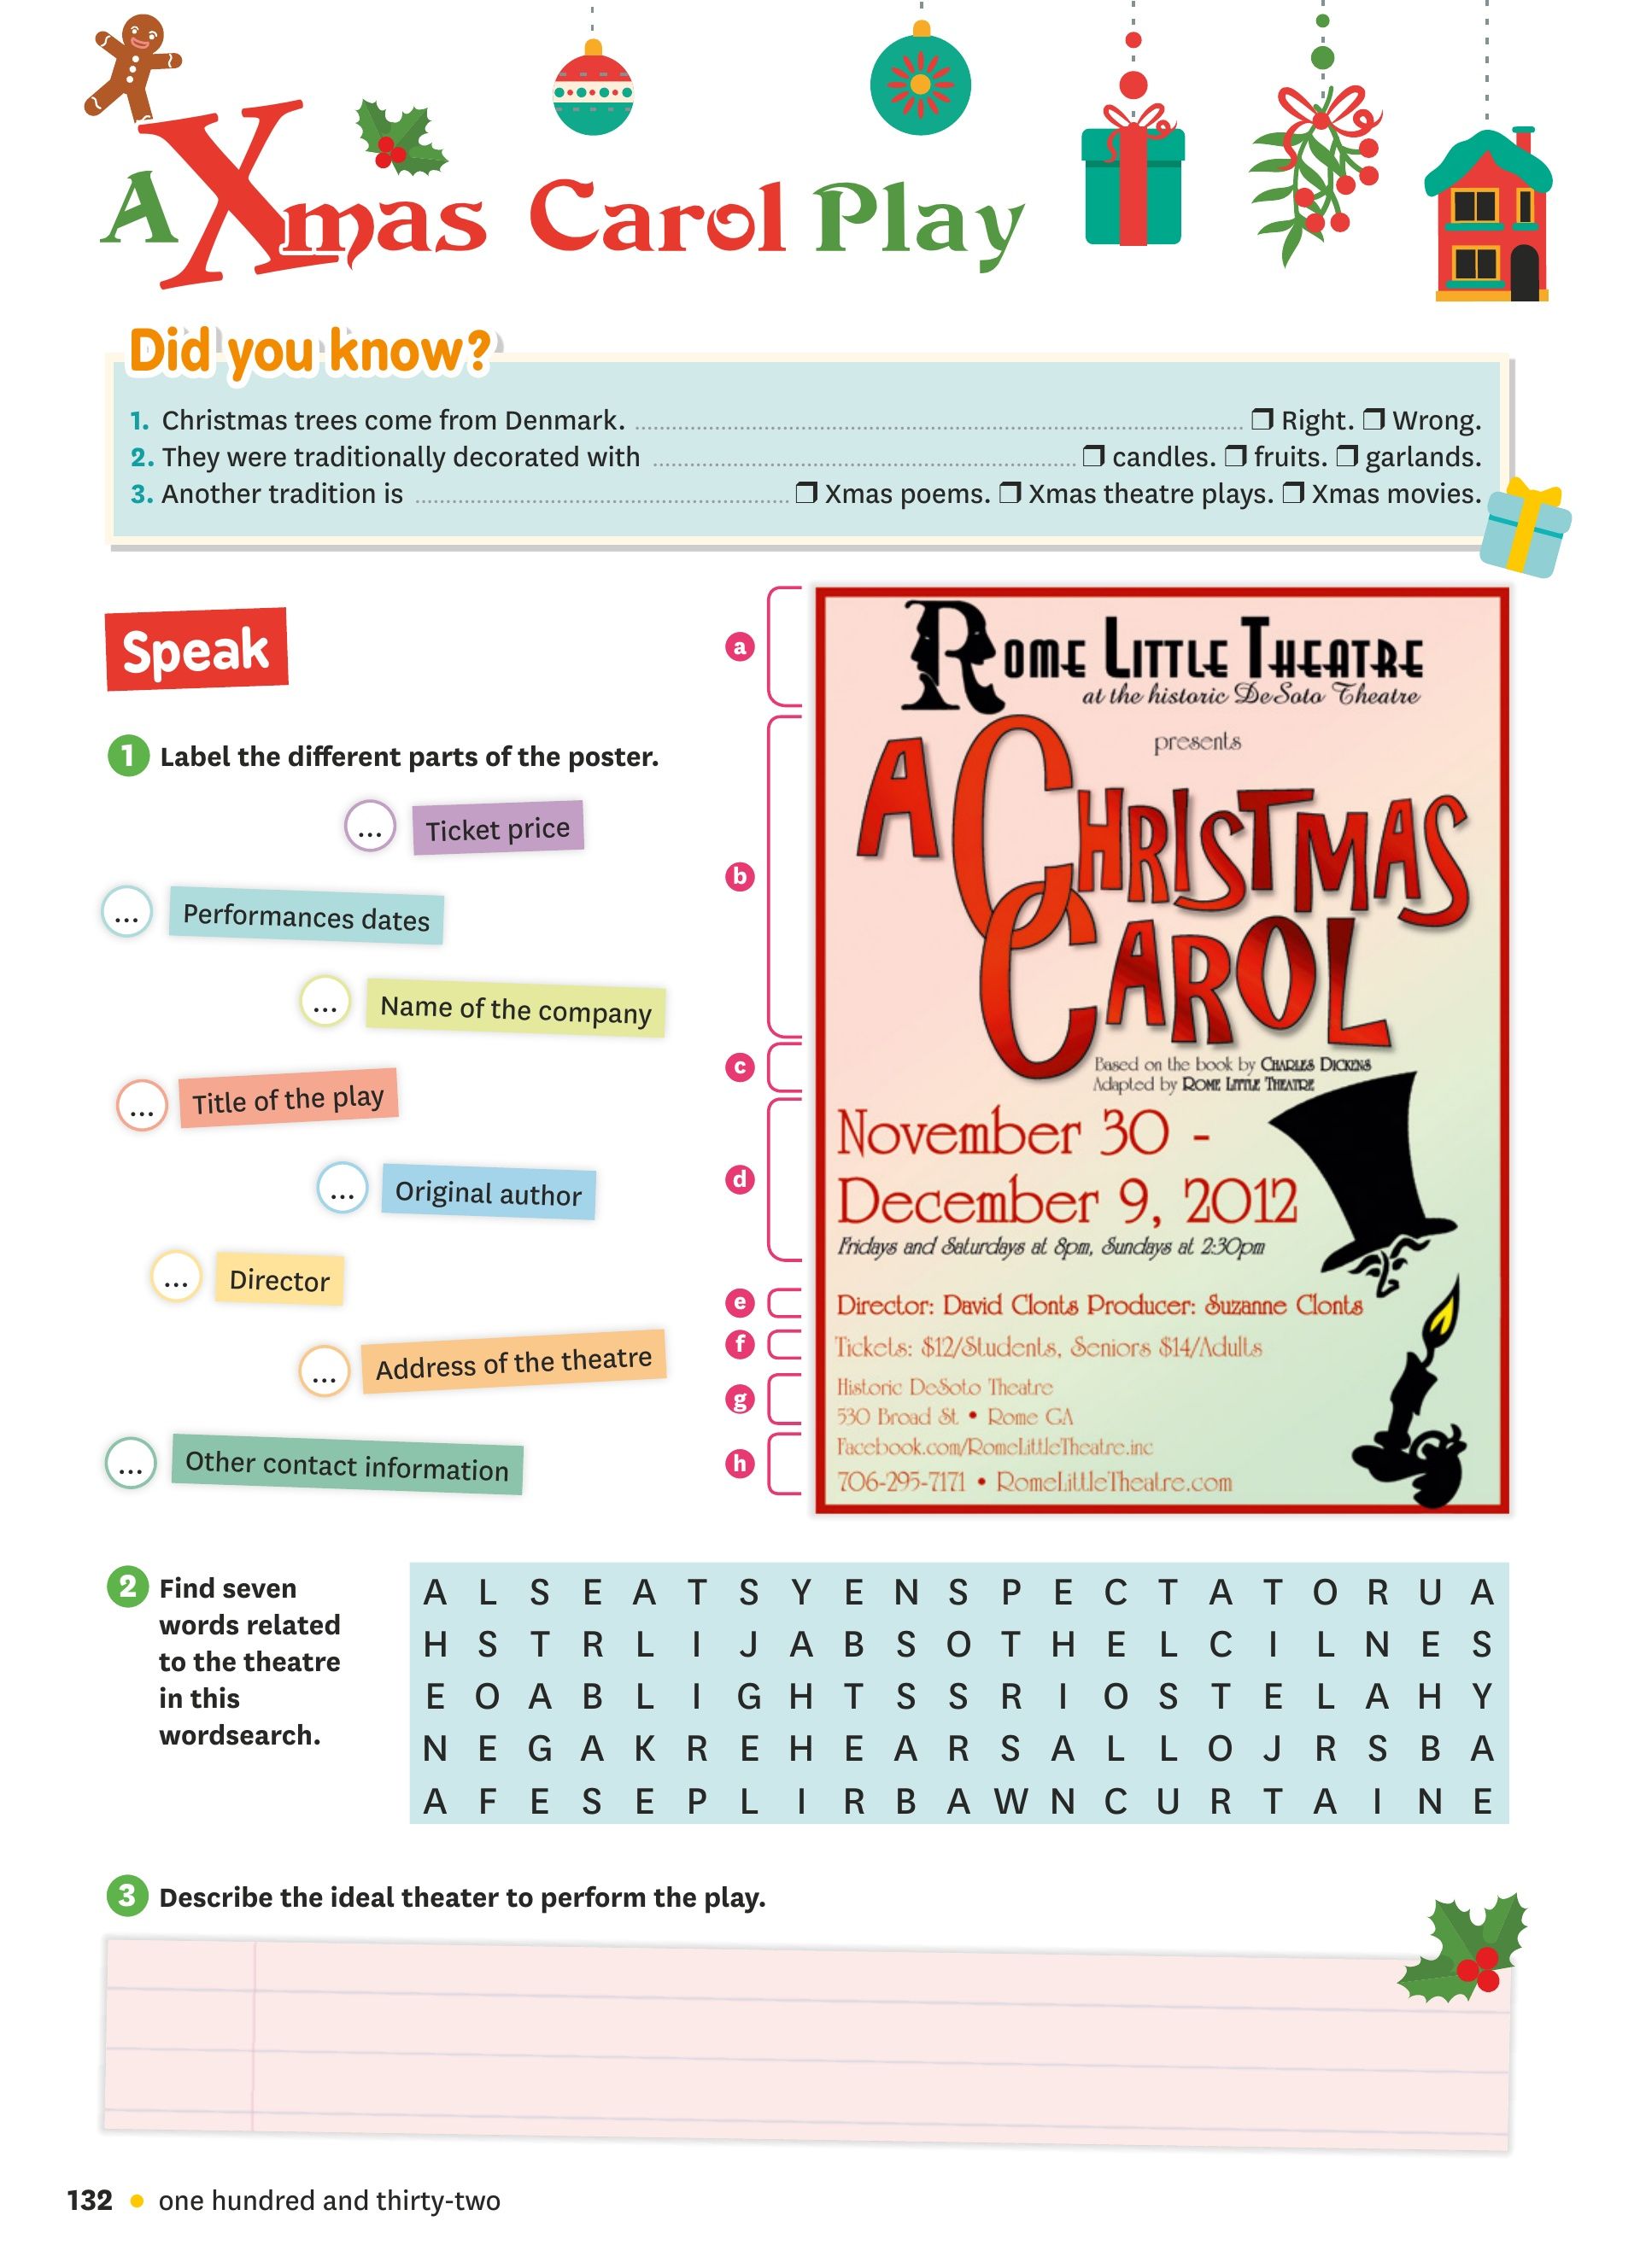 A Xmas Carol Play
Did you know?
1. Christmas trees come from Denmark. ❒ Right. ❒ Wrong.
2. They were traditionally decorated with ❒ candles. ❒ fruits. ❒ garlands.
3. Another tradition is ❒ Xmas poems. ❒ Xmas theatre plays. ❒ Xmas movies.
Speak
1 Label the different parts of the poster.
... Ticket price
... Performances dates
... Name of the company
... Title of the play
... Original author
... Director
... Address of the theatre
... Other contact information
a
b
c
d
e
f
g
h
ROME LITTLE THEATRE
at the historic DeSoto Theatre
presents
A CHRISTMAS
CAROL
Based on the book by CHARLES DICKENS
Adapted by ROME LITTLE THEATRE
November 30 -
December 9, 2012
Fridays and Saturdays at 8pm, Sundays at 2:30pm
Director: David Clonts Producer: Suzanne Clonts
Tickets: $12/Students, Seniors $14/Adults
Historic DeSoto Theatre
530 Broad St • Rome GA
Facebook.com/RomeLittleTheatre.inc
706-295-7171 • RomeLittleTheatre.com
2 Find seven
words related
to the theatre
in this
wordsearch.
A L S E A T S Y E N S P E C T A T O R U A
H S T R L I J A B S O T H E L C I L N E S
E O A B L I G H T S S R I O S T E L A H Y
N E G A K R E H E A R S A L L O J R S B A
A F E S E P L I R B A W N C U R T A I N E
3 Describe the ideal theater to perform the play.
132 • one hundred and thirty-two